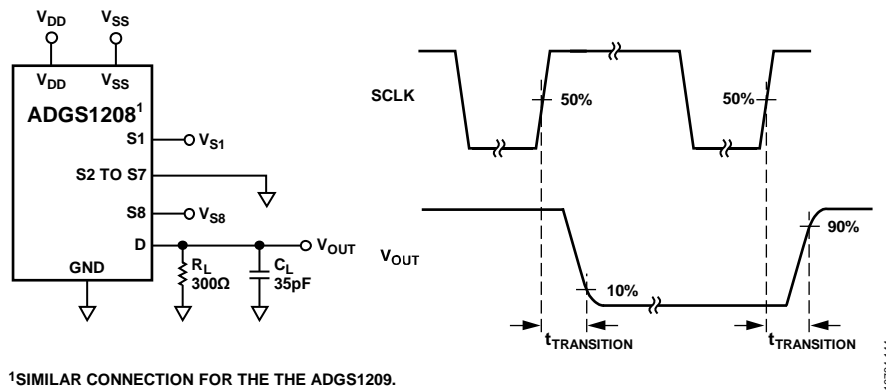 VDD VSS
VDD VSS
ADGS1208¹
S1 VS1
S2 TO S7
S8 VS8
D VOUT
GND
RL
300Ω
CL
35pF
SCLK
50%
50%
VOUT
10%
90%
tTRANSITION
tTRANSITION
¹SIMILAR CONNECTION FOR THE THE ADGS1209.